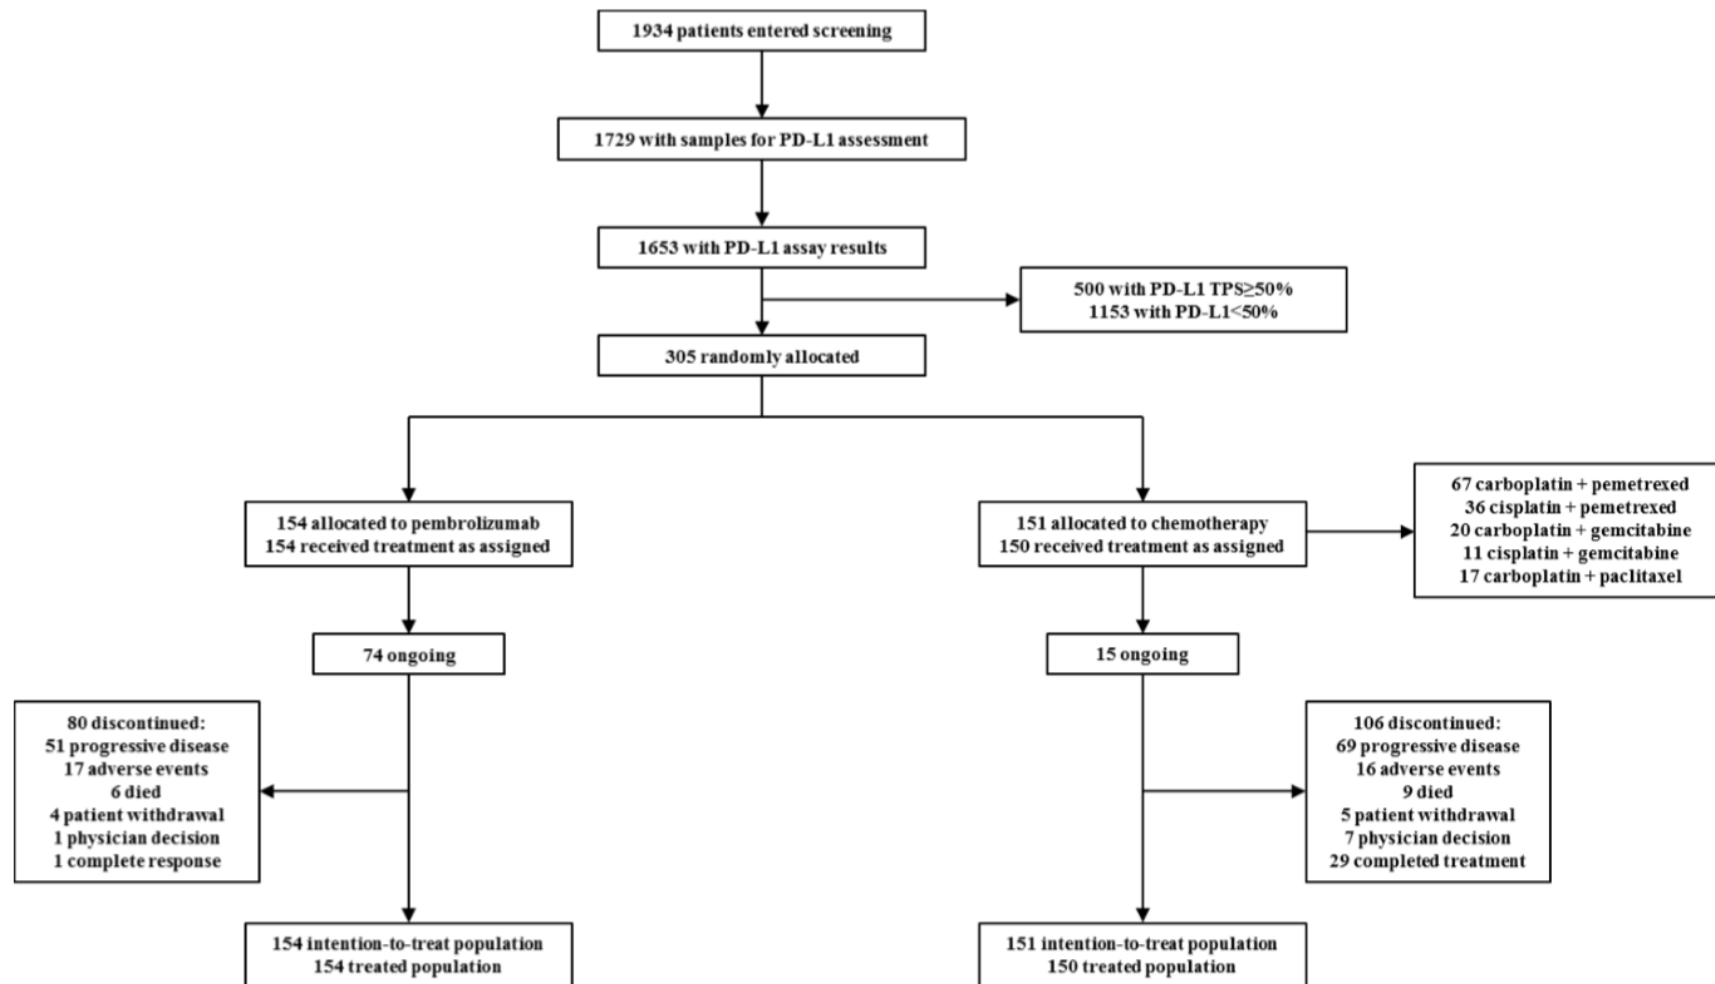 1934 patients entered screening
1729 with samples for PD-L1 assessment
1653 with PD-L1 assay results
500 with PD-L1 TPS≥50%
1153 with PD-L1<50%
305 randomly allocated
154 allocated to pembrolizumab
154 received treatment as assigned
151 allocated to chemotherapy
150 received treatment as assigned
67 carboplatin + pemetrexed
36 cisplatin + pemetrexed
20 carboplatin + gemcitabine
11 cisplatin + gemcitabine
17 carboplatin + paclitaxel
74 ongoing
15 ongoing
80 discontinued:
51 progressive disease
17 adverse events
6 died
4 patient withdrawal
1 physician decision
1 complete response
106 discontinued:
69 progressive disease
16 adverse events
9 died
5 patient withdrawal
7 physician decision
29 completed treatment
154 intention-to-treat population
154 treated population
151 intention-to-treat population
150 treated population